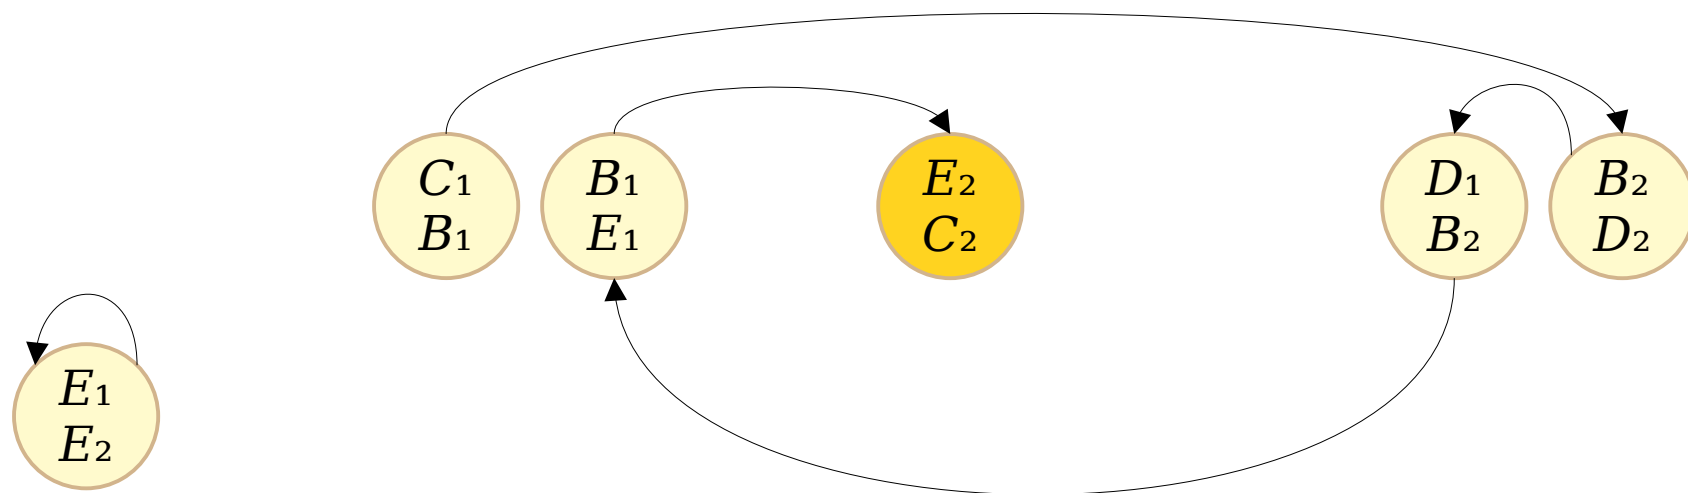 C₁
B₁
B₁
E₁
E₂
C₂
D₁
B₂
B₂
D₂
E₁
E₂